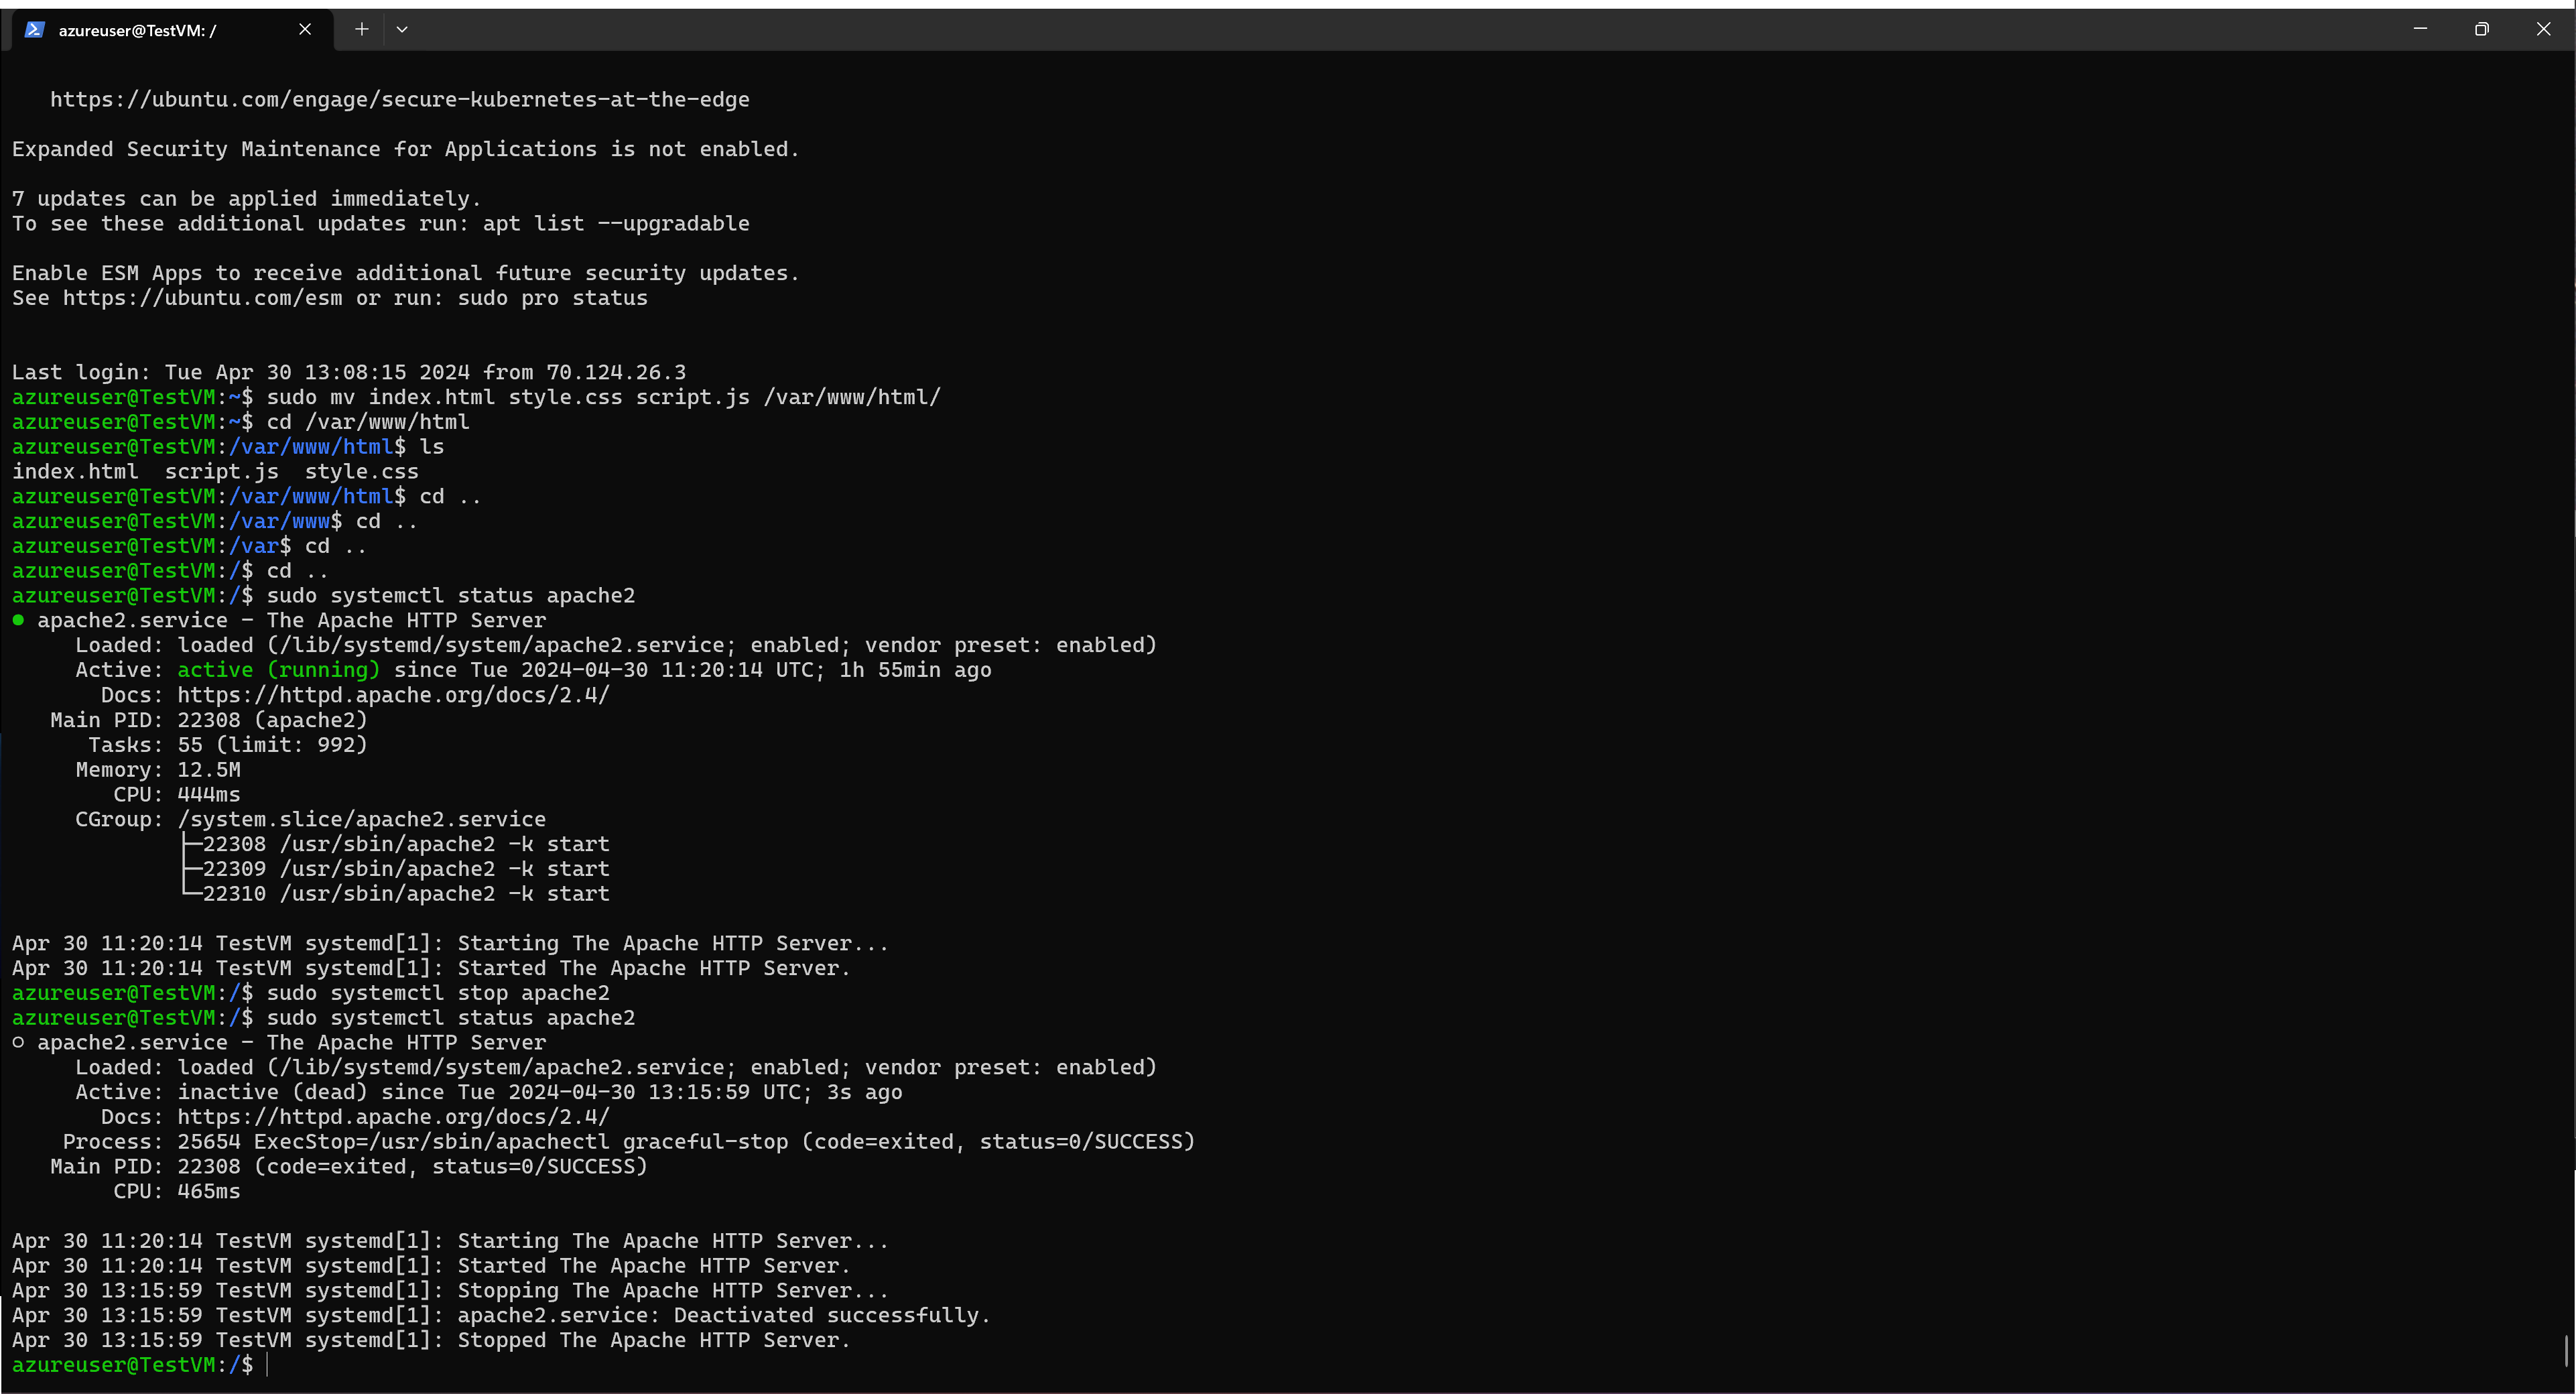 azureuser@TestVM: /
https://ubuntu.com/engage/secure-kubernetes-at-the-edge
Expanded Security Maintenance for Applications is not enabled.
7 updates can be applied immediately.
To see these additional updates run: apt list --upgradable
Enable ESM Apps to receive additional future security updates.
See https://ubuntu.com/esm or run: sudo pro status
Last login: Tue Apr 30 13:08:15 2024 from 70.124.26.3
azureuser@TestVM:~$ sudo mv index.html style.css script.js /var/www/html/
azureuser@TestVM:~$ cd /var/www/html
azureuser@TestVM:/var/www/html$ ls
index.html  script.js  style.css
azureuser@TestVM:/var/www/html$ cd ..
azureuser@TestVM:/var/www$ cd ..
azureuser@TestVM:/var$ cd ..
azureuser@TestVM:/$ cd ..
azureuser@TestVM:/$ sudo systemctl status apache2
● apache2.service - The Apache HTTP Server
Loaded: loaded (/lib/systemd/system/apache2.service; enabled; vendor preset: enabled)
Active: active (running) since Tue 2024-04-30 11:20:14 UTC; 1h 55min ago
Docs: https://httpd.apache.org/docs/2.4/
Main PID: 22308 (apache2)
Tasks: 55 (limit: 992)
Memory: 12.5M
CPU: 444ms
CGroup: /system.slice/apache2.service
├─22308 /usr/sbin/apache2 -k start
├─22309 /usr/sbin/apache2 -k start
└─22310 /usr/sbin/apache2 -k start
Apr 30 11:20:14 TestVM systemd[1]: Starting The Apache HTTP Server...
Apr 30 11:20:14 TestVM systemd[1]: Started The Apache HTTP Server.
azureuser@TestVM:/$ sudo systemctl stop apache2
azureuser@TestVM:/$ sudo systemctl status apache2
○ apache2.service - The Apache HTTP Server
Loaded: loaded (/lib/systemd/system/apache2.service; enabled; vendor preset: enabled)
Active: inactive (dead) since Tue 2024-04-30 13:15:59 UTC; 3s ago
Docs: https://httpd.apache.org/docs/2.4/
Process: 25654 ExecStop=/usr/sbin/apachectl graceful-stop (code=exited, status=0/SUCCESS)
Main PID: 22308 (code=exited, status=0/SUCCESS)
CPU: 465ms
Apr 30 11:20:14 TestVM systemd[1]: Starting The Apache HTTP Server...
Apr 30 11:20:14 TestVM systemd[1]: Started The Apache HTTP Server.
Apr 30 13:15:59 TestVM systemd[1]: Stopping The Apache HTTP Server...
Apr 30 13:15:59 TestVM systemd[1]: apache2.service: Deactivated successfully.
Apr 30 13:15:59 TestVM systemd[1]: Stopped The Apache HTTP Server.
azureuser@TestVM:/$